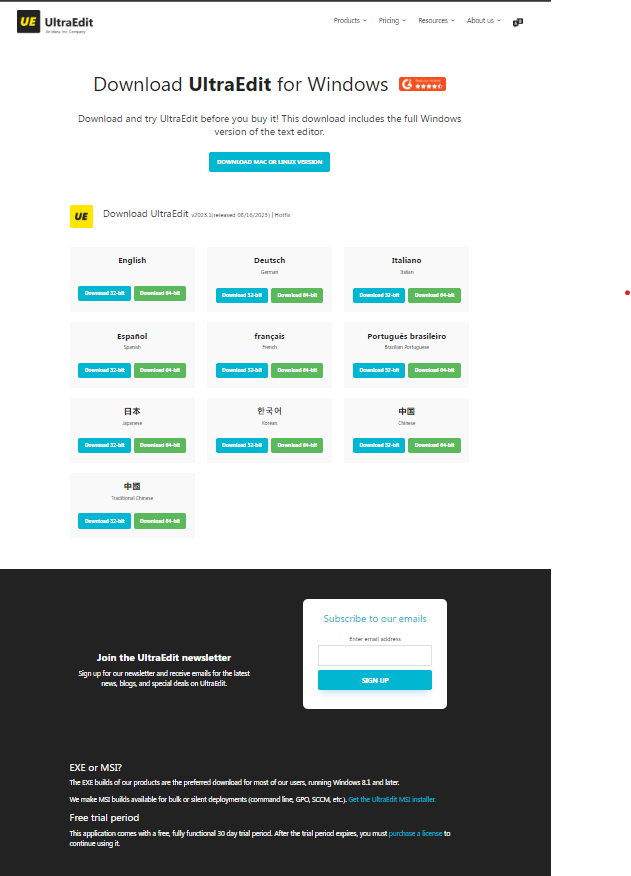 UE UltraEdit
An Idera, Inc. Company
Products Pricing Resources About us
Download UltraEdit for Windows
Download and try UltraEdit before you buy it! This download includes the full Windows
version of the text editor.
DOWNLOAD MAC OR LINUX VERSION
UE Download UltraEdit v2023.1(released 08/16/2023) | Hotfix
English Deutsch Italiano
German Italian
Download 32-bit Download 64-bit Download 32-bit Download 64-bit Download 32-bit Download 64-bit
Español français Português brasileiro
Spanish French Brazilian Portuguese
Download 32-bit Download 64-bit Download 32-bit Download 64-bit Download 32-bit Download 64-bit
日本 한국어 中国
Japanese Korean Chinese
Download 32-bit Download 64-bit Download 32-bit Download 64-bit Download 32-bit Download 64-bit
中國
Traditional Chinese
Download 32-bit Download 64-bit
Join the UltraEdit newsletter
Sign up for our newsletter and receive emails for the latest
news, blogs, and special deals on UltraEdit.
Subscribe to our emails
Enter email address
SIGN UP
EXE or MSI?
The EXE builds of our products are the preferred download for most of our users, running Windows 8.1 and later.
We make MSI builds available for bulk or silent deployments (command line, GPO, SCCM, etc.). Get the UltraEdit MSI installer.
Free trial period
This application comes with a free, fully functional 30 day trial period. After the trial period expires, you must purchase a license to
continue using it.